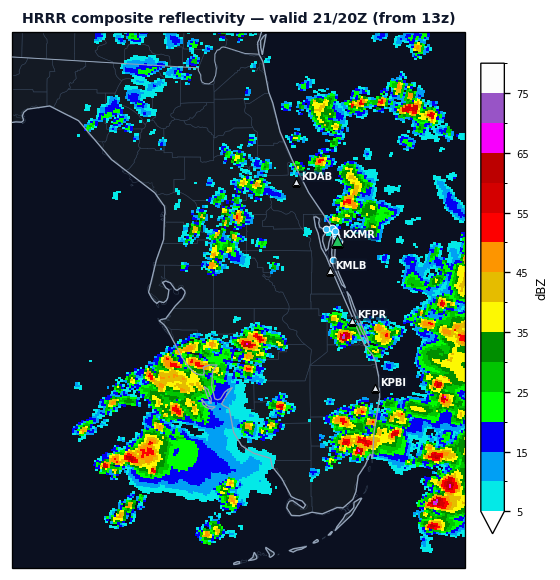 HRRR composite reflectivity — valid 21/20Z (from 13z)
KDAB
KXMR
KMLB
KFPR
KPBI
75
65
55
45
35
25
15
5
dBZ